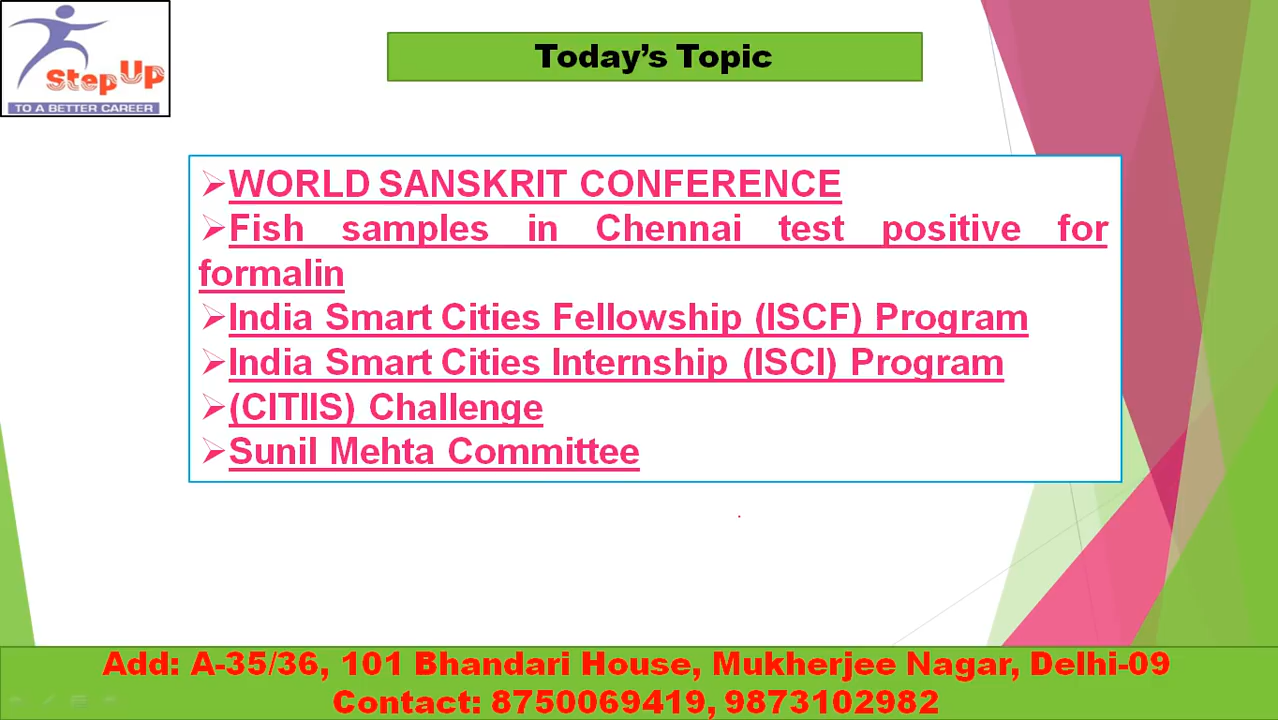 Step Up
TO A BETTER CAREER
Today's Topic
➢WORLD SANSKRIT CONFERENCE
➢Fish samples in Chennai test positive for
formalin
➢India Smart Cities Fellowship (ISCF) Program
➢India Smart Cities Internship (ISCI) Program
➢(CITIIS) Challenge
➢Sunil Mehta Committee
Add: A-35/36, 101 Bhandari House, Mukherjee Nagar, Delhi-09
Contact: 8750069419, 9873102982